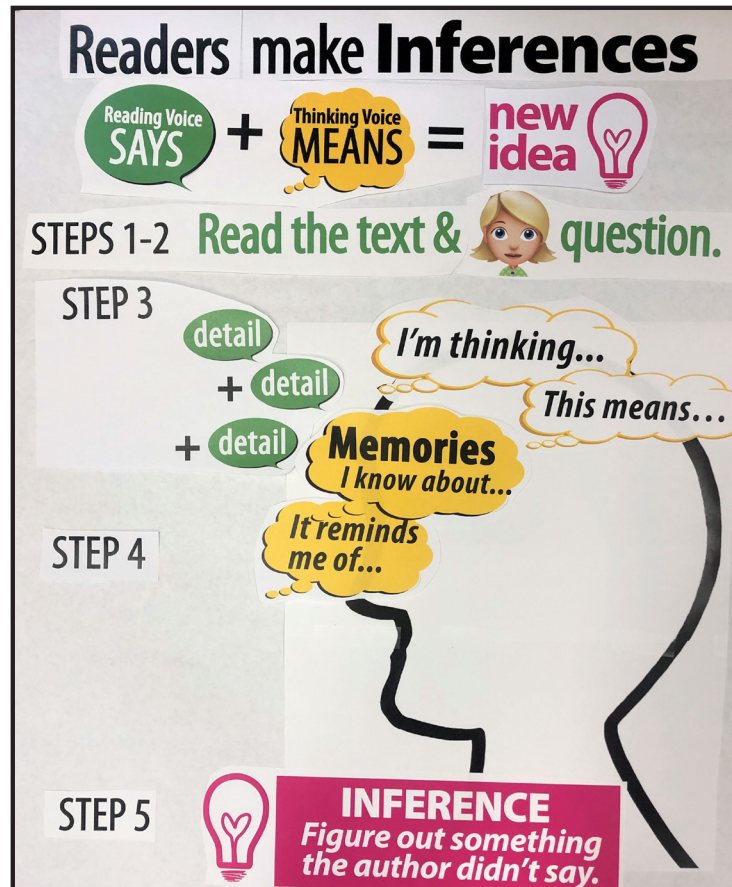 Readers make Inferences
Reading Voice
SAYS
+
Thinking Voice
MEANS
=
new
idea
STEPS 1-2 Read the text & question.
STEP 3
detail
+ detail
+ detail
I'm thinking...
This means...
Memories
I know about...
It reminds
me of...
STEP 4
STEP 5
INFERENCE
Figure out something
the author didn't say.